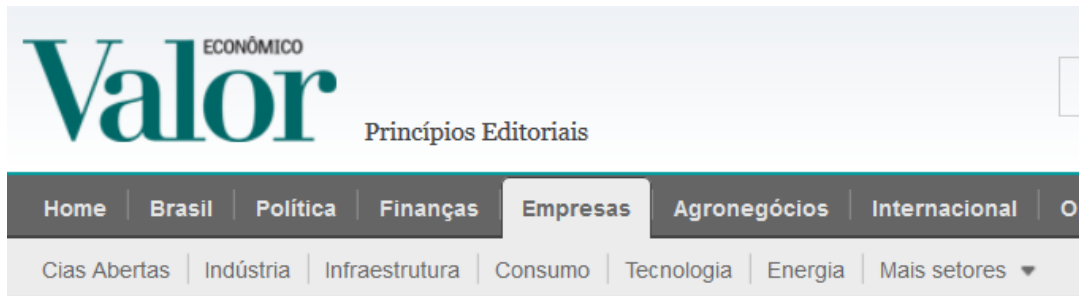 ECONÔMICO
Valor
Princípios Editoriais
Home Brasil Política Finanças Empresas Agronegócios Internacional O
Cias Abertas Indústria Infraestrutura Consumo Tecnologia Energia Mais setores